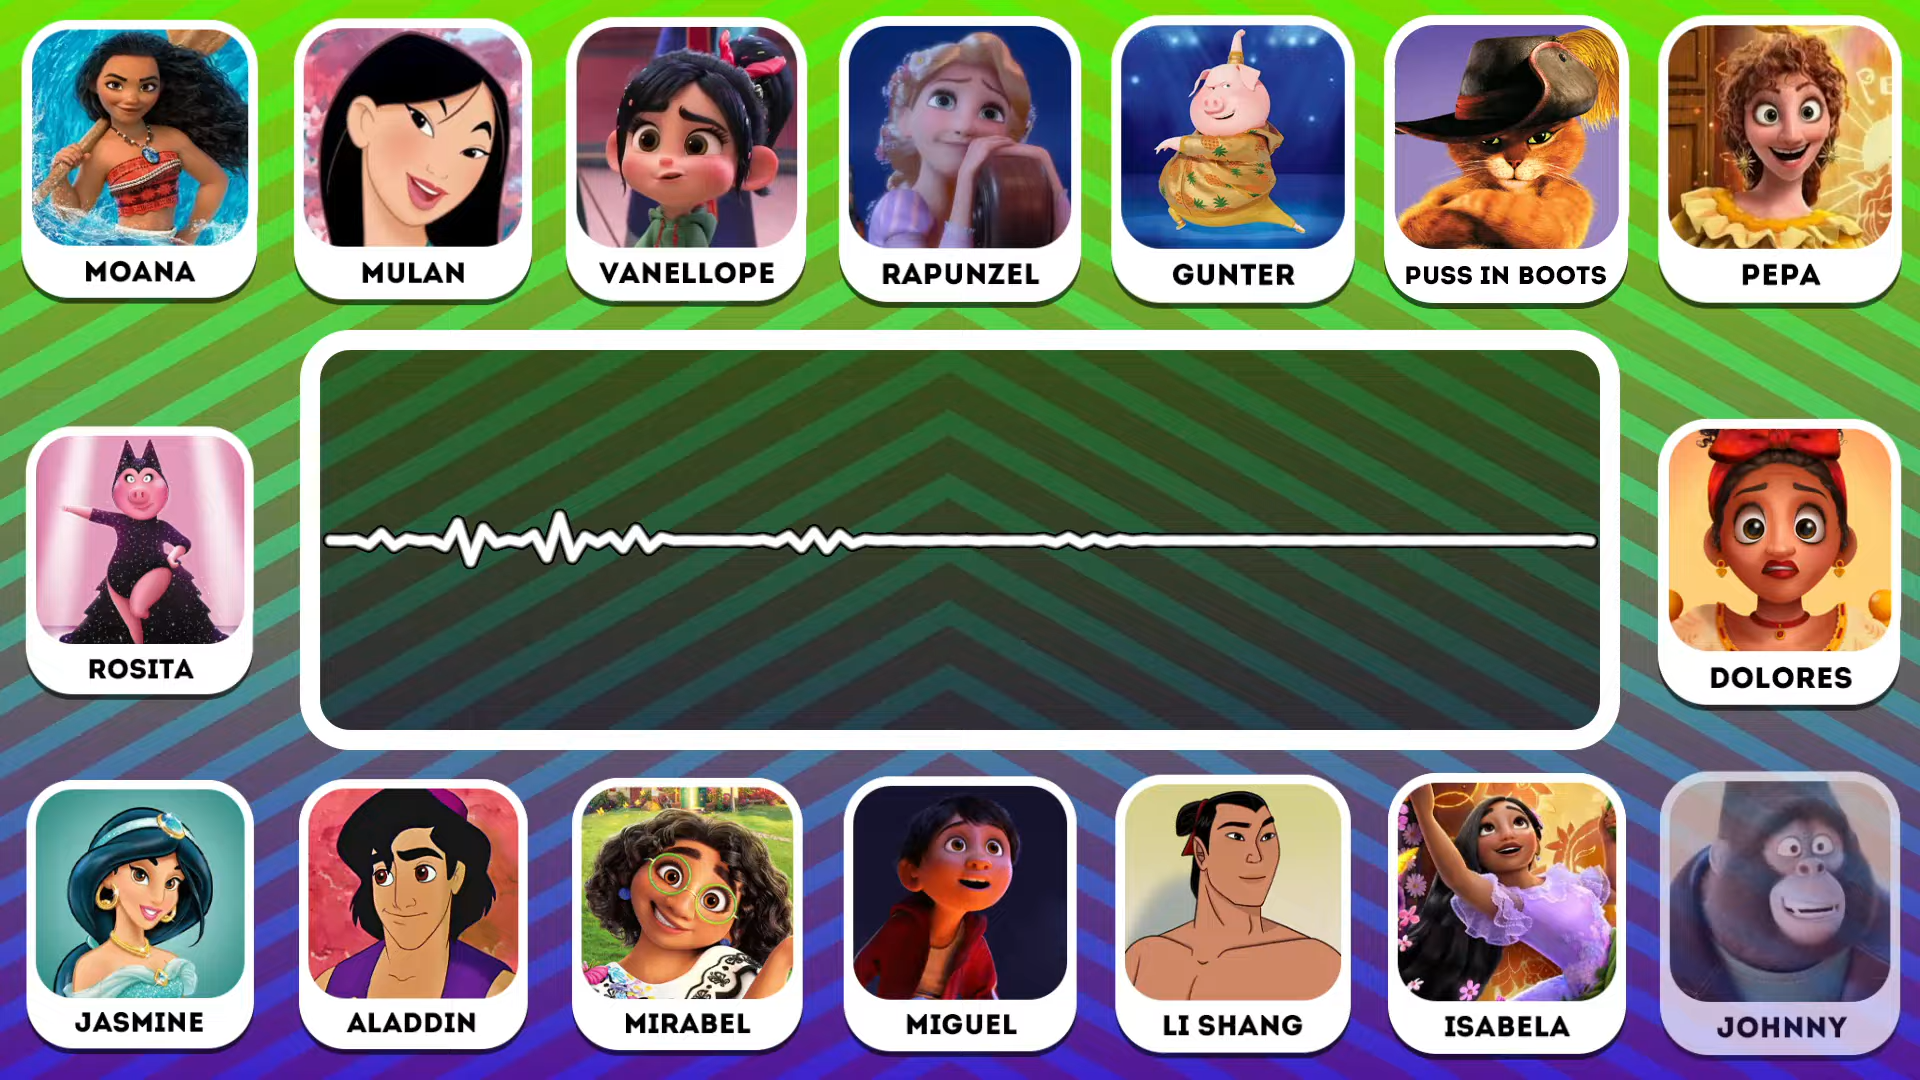 MOANA
MULAN
VANELLOPE
RAPUNZEL
GUNTER
PUSS IN BOOTS
PEPA
ROSITA
DOLORES
JASMINE
ALADDIN
MIRABEL
MIGUEL
LI SHANG
ISABELA
JOHNNY